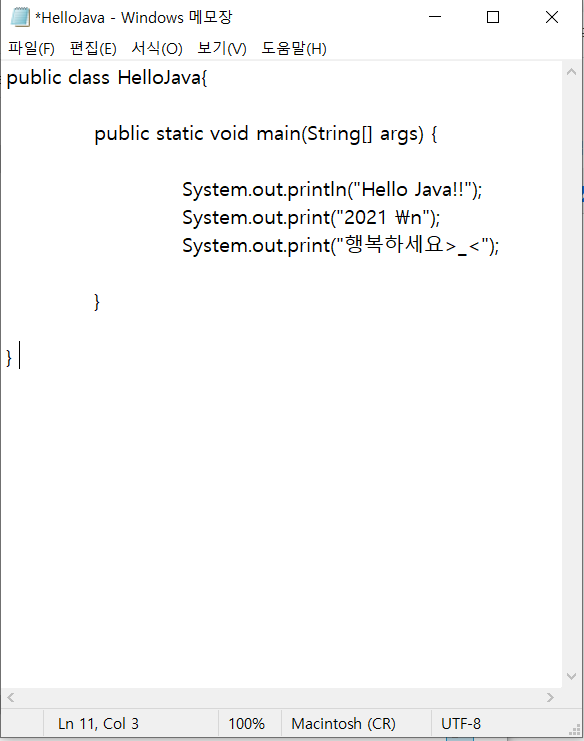 *HelloJava - Windows 메모장
파일(F) 편집(E) 서식(O) 보기(V) 도움말(H)
public class HelloJava{
public static void main(String[] args) {
System.out.println("Hello Java!!");
System.out.print("2021 ₩n");
System.out.print("행복하세요>_<");
}
}
Ln 11, Col 3 100% Macintosh (CR) UTF-8